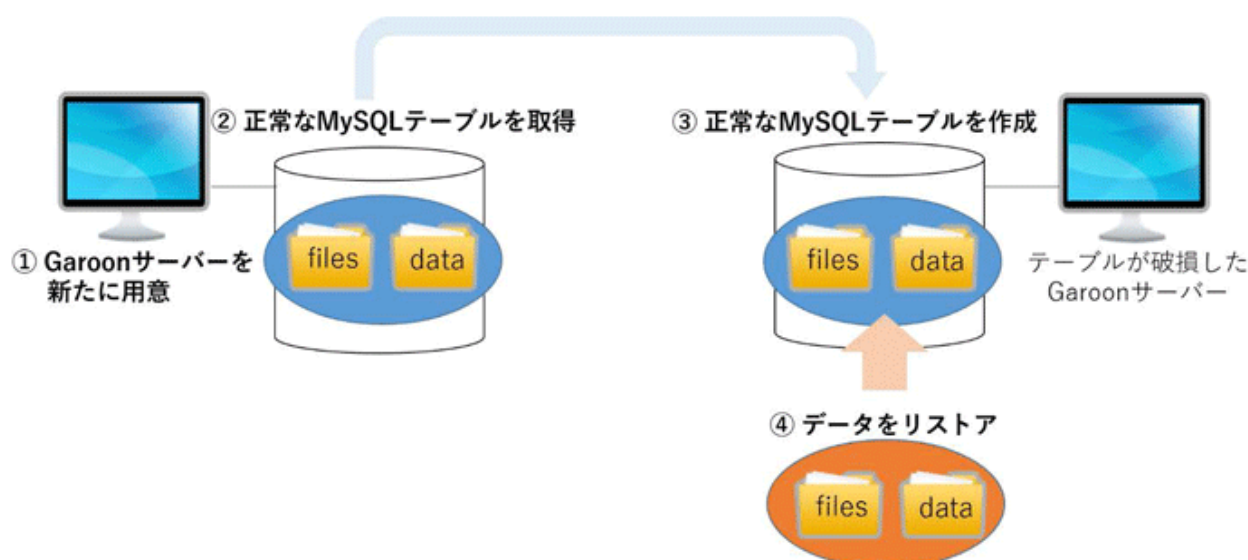 ② 正常なMySQLテーブルを取得
③ 正常なMySQLテーブルを作成
files
data
files
data
① Garoonサーバーを
新たに用意
テーブルが破損した
Garoonサーバー
④ データをリストア
files
data